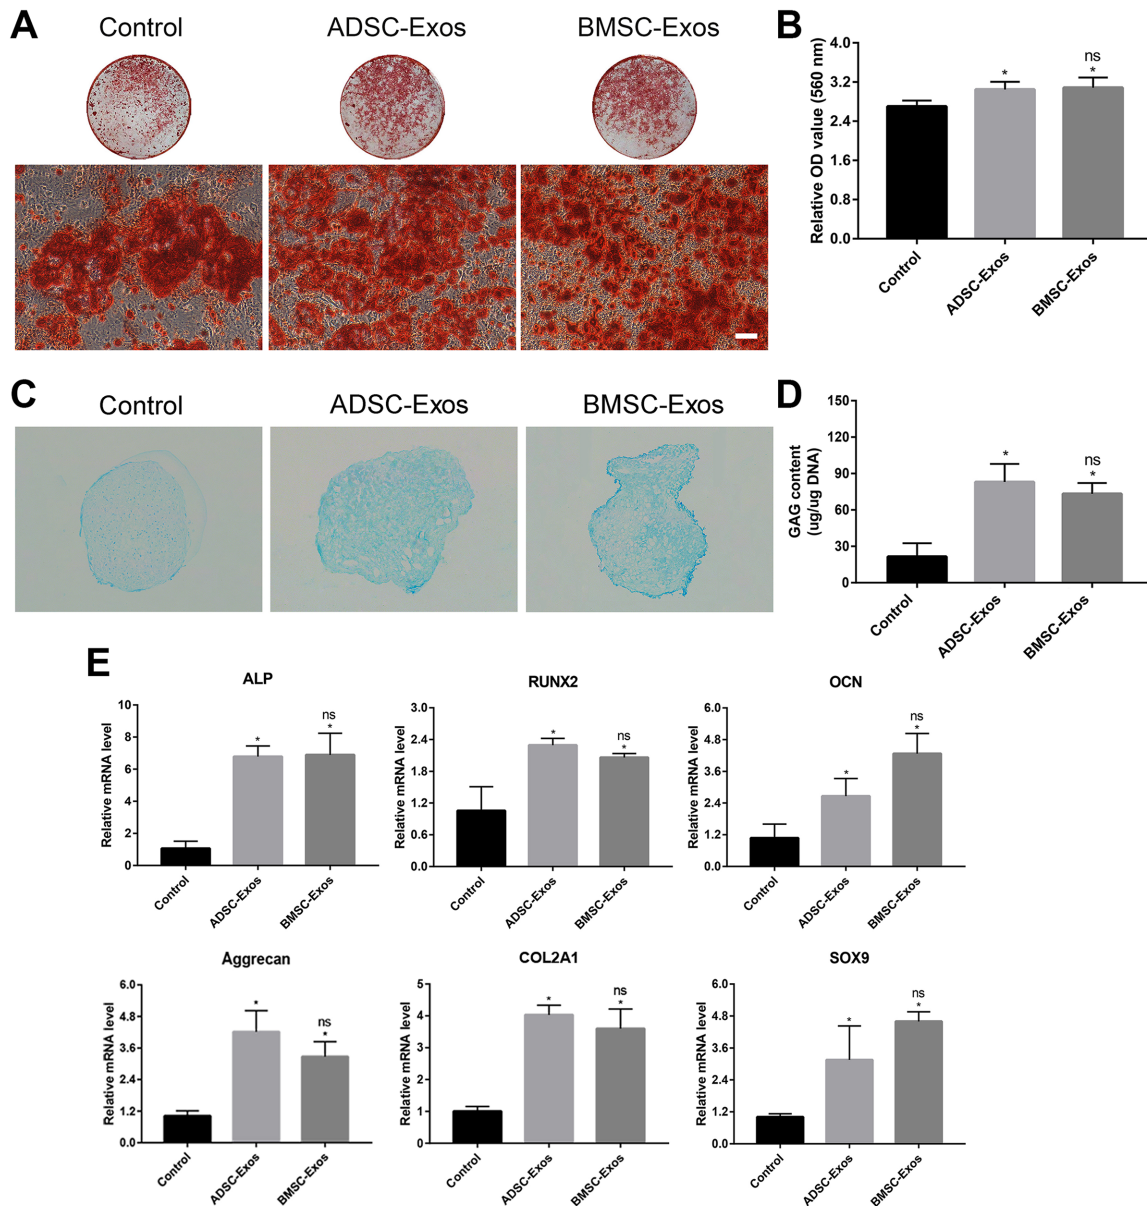 A
Control
ADSC-Exos
BMSC-Exos
B
Relative OD value (560 nm)
4.0
3.2
2.4
1.6
0.8
0.0
*
ns
*
Control
ADSC-Exos
BMSC-Exos
C
Control
ADSC-Exos
BMSC-Exos
D
GAG content
(ug/ug DNA)
150
120
90
60
30
0
*
ns
*
Control
ADSC-Exos
BMSC-Exos
E
ALP
Relative mRNA level
10
8
6
4
2
0
*
ns
*
Control
ADSC-Exos
BMSC-Exos
RUNX2
Relative mRNA level
3.0
2.4
1.8
1.2
0.6
0.0
*
ns
*
Control
ADSC-Exos
BMSC-Exos
OCN
Relative mRNA level
6.0
4.8
3.6
2.4
1.2
0.0
*
ns
*
Control
ADSC-Exos
BMSC-Exos
Aggrecan
Relative mRNA level
6.0
4.8
3.6
2.4
1.2
0.0
*
ns
*
Control
ADSC-Exos
BMSC-Exos
COL2A1
Relative mRNA level
5
4
3
2
1
0
*
ns
*
Control
ADSC-Exos
BMSC-Exos
SOX9
Relative mRNA level
6.0
4.8
3.6
2.4
1.2
0.0
*
ns
*
Control
ADSC-Exos
BMSC-Exos